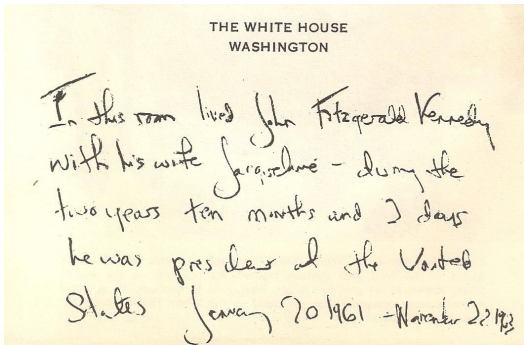 THE WHITE HOUSE
WASHINGTON
In this room lived John Fitzgerald Kennedy
with his wife Jacqueline – during the
two years ten months and 2 days
he was president of the United
States January 20 1961 – November 22 1963